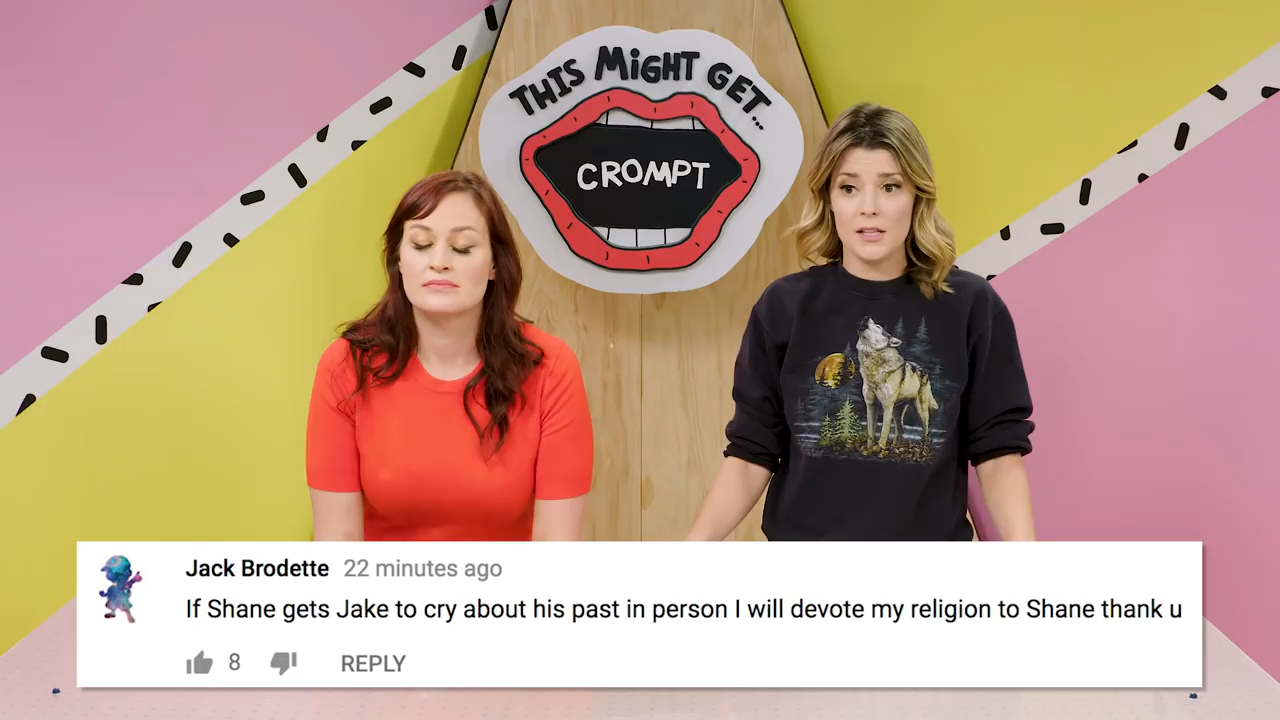 THIS MiGHT GET...
CROMPT
Jack Brodette 22 minutes ago
If Shane gets Jake to cry about his past in person I will devote my religion to Shane thank u
8 REPLY